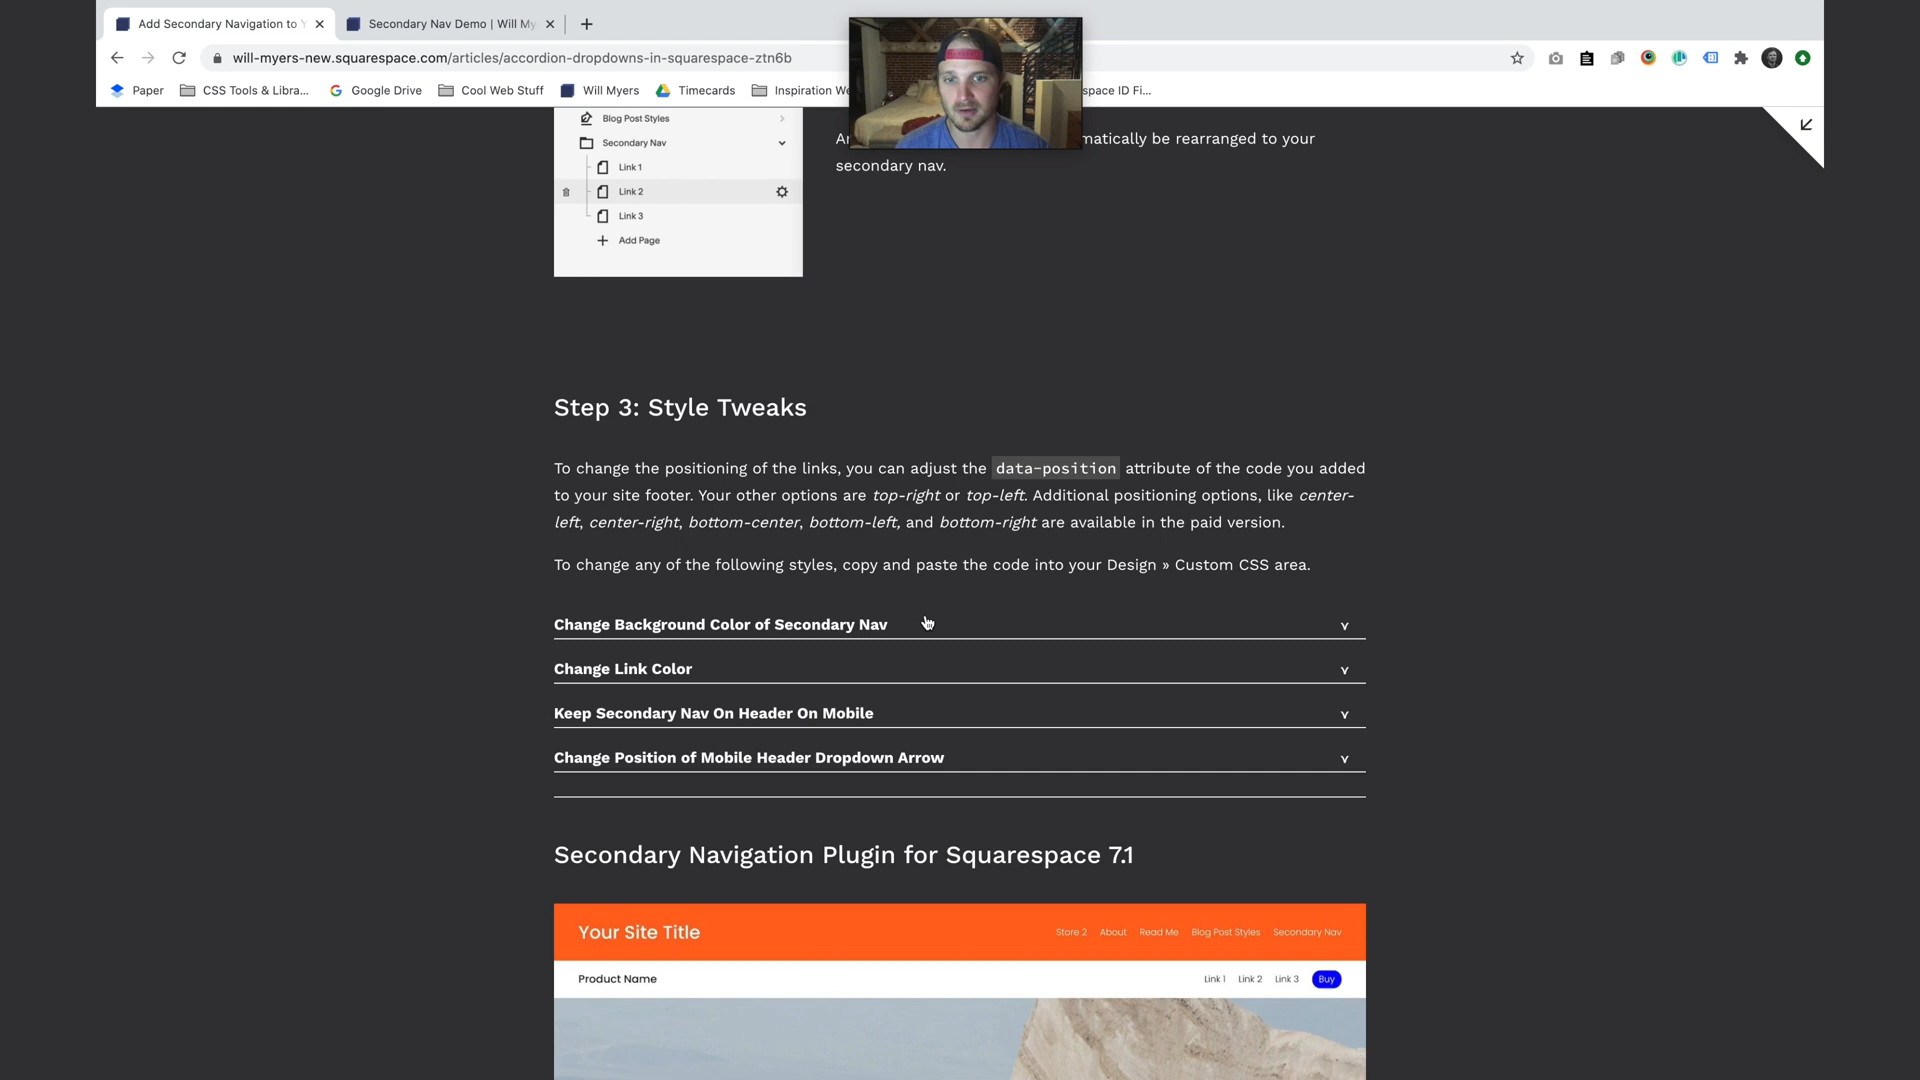 Add Secondary Navigation to Y
Secondary Nav Demo | Will My
will-myers-new.squarespace.com/articles/accordion-dropdowns-in-squarespace-ztn6b
Paper
CSS Tools & Libra...
Google Drive
Cool Web Stuff
Will Myers
Timecards
Inspiration We
space ID Fi...
Blog Post Styles
Secondary Nav
Link 1
Link 2
Link 3
Add Page
matically be rearranged to your
secondary nav.
Step 3: Style Tweaks
To change the positioning of the links, you can adjust the data-position attribute of the code you added
to your site footer. Your other options are top-right or top-left. Additional positioning options, like center-
left, center-right, bottom-center, bottom-left, and bottom-right are available in the paid version.
To change any of the following styles, copy and paste the code into your Design » Custom CSS area.
Change Background Color of Secondary Nav
Change Link Color
Keep Secondary Nav On Header On Mobile
Change Position of Mobile Header Dropdown Arrow
Secondary Navigation Plugin for Squarespace 7.1
Your Site Title
Store 2 About Read Me Blog Post Styles Secondary Nav
Product Name
Link 1 Link 2 Link 3 Buy